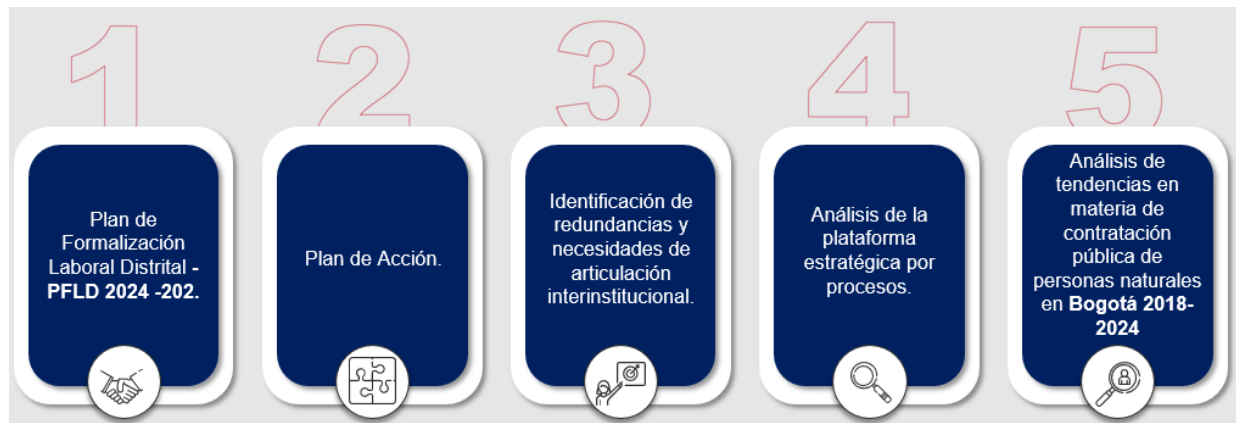 1
Plan de
Formalización
Laboral Distrital -
PFLD 2024 -202.
2
Plan de Acción.
3
Identificación de
redundancias y
necesidades de
articulación
interinstitucional.
4
Análisis de la
plataforma
estratégica por
procesos.
5
Análisis de
tendencias en
materia de
contratación
pública de
personas naturales
en Bogotá 2018-
2024